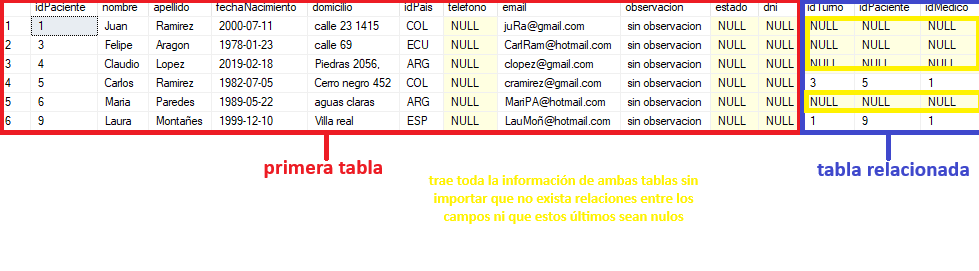 idPaciente nombre apellido fechaNacimiento domicilio idPais telefono email observacion estado dni idTurno idPaciente idMedico
1 1 Juan Ramirez 2000-07-11 calle 23 1415 COL NULL juRa@gmail.com sin observacion NULL NULL NULL NULL NULL
2 3 Felipe Aragon 1978-01-23 calle 69 ECU NULL CarlRam@hotmail.com sin observacion NULL NULL NULL NULL NULL
3 4 Claudio Lopez 2019-02-18 Piedras 2056, ARG NULL clopez@gmail.com sin observacion NULL NULL NULL NULL NULL
4 5 Carlos Ramirez 1982-07-05 Cerro negro 452 COL NULL cramirez@gmail.com sin observacion NULL NULL 3 5 1
5 6 Maria Paredes 1989-05-22 aguas claras ARG NULL MariPA@hotmail.com sin observacion NULL NULL NULL NULL NULL
6 9 Laura Montañes 1999-12-10 Villa real ESP NULL LauMoñ@hotmail.com sin observacion NULL NULL 1 9 1
primera tabla
tabla relacionada
trae toda la información de ambas tablas sin
importar que no exista relaciones entre los
campos ni que estos últimos sean nulos